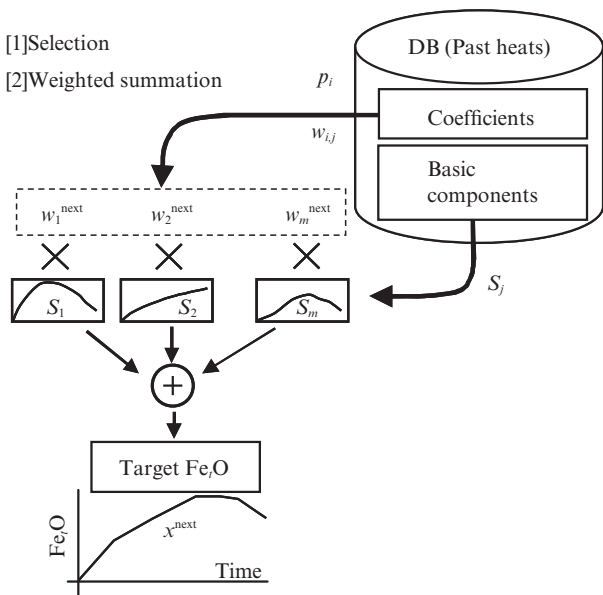 [1]Selection
[2]Weighted summation
DB (Past heats)
Coefficients
Basic
components
p_i
w_{i,j}
w_1^{next} w_2^{next} w_m^{next}
S_1 S_2 S_m
S_j
+
Target Fe_tO
Fe_tO
x^{next}
Time